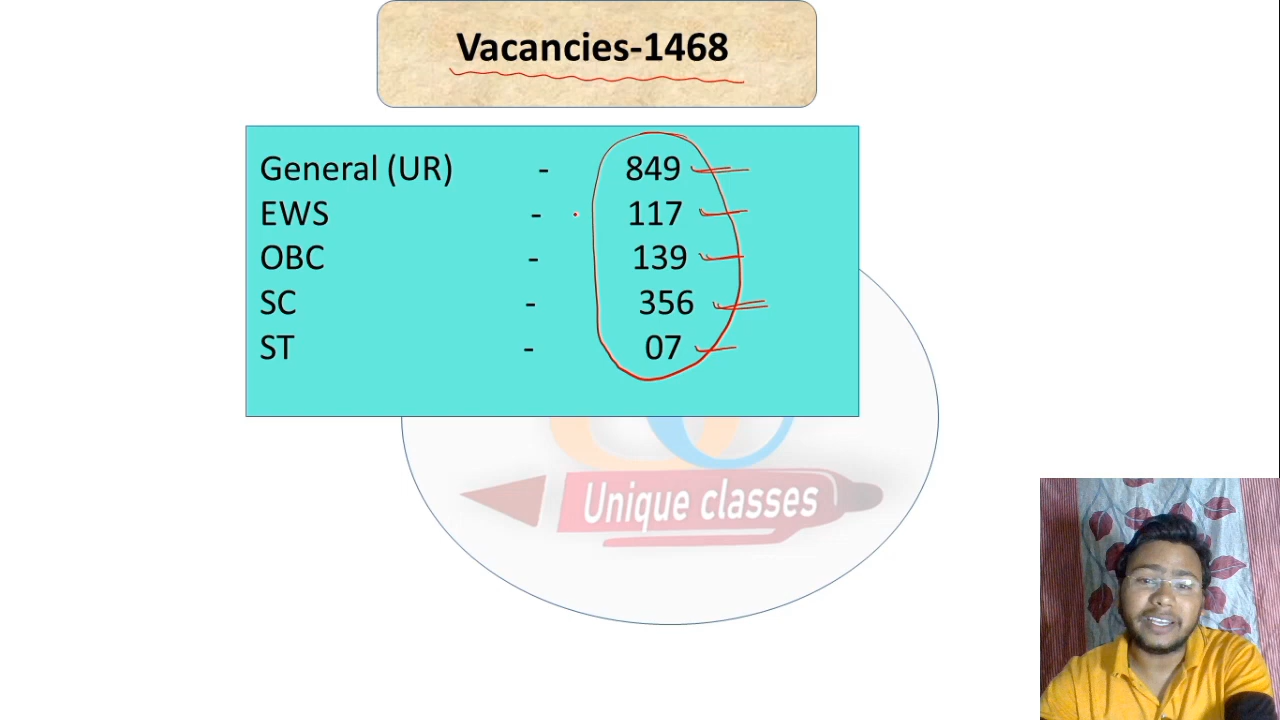 Vacancies-1468
General (UR) - 849
EWS - 117
OBC - 139
SC - 356
ST - 07
Unique classes